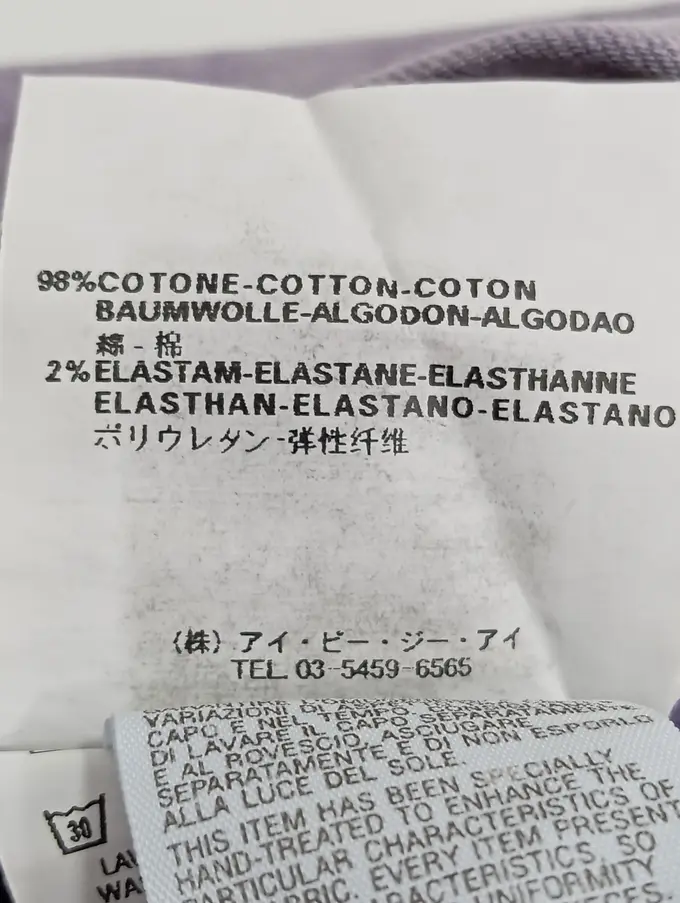 98%COTONE-COTTON-COTON
BAUMWOLLE-ALGODON-ALGODAO
綿-棉
2%ELASTAM-ELASTANE-ELASTHANNE
ELASTHAN-ELASTANO-ELASTANO
ポリウレタン-弹性纤维
(株)アイ・ビー・ジー・アイ
TEL 03-5459-6565
VARIAZIONI DI
CAPO E NEL TEMPO.
DI LAVARE IL CAPO SEPARATAMENTE
E AL ROVESCIO, ASCIUGARE
SEPARATAMENTE E DI NON ESPORLO
ALLA LUCE DEL SOLE.
THIS ITEM HAS BEEN SPECIALLY
HAND-TREATED TO ENHANCE THE
PARTICULAR CHARACTERISTICS OF
FABRIC. EVERY ITEM PRESENT
CHARACTERISTICS, SO
UNIFORMITY
30